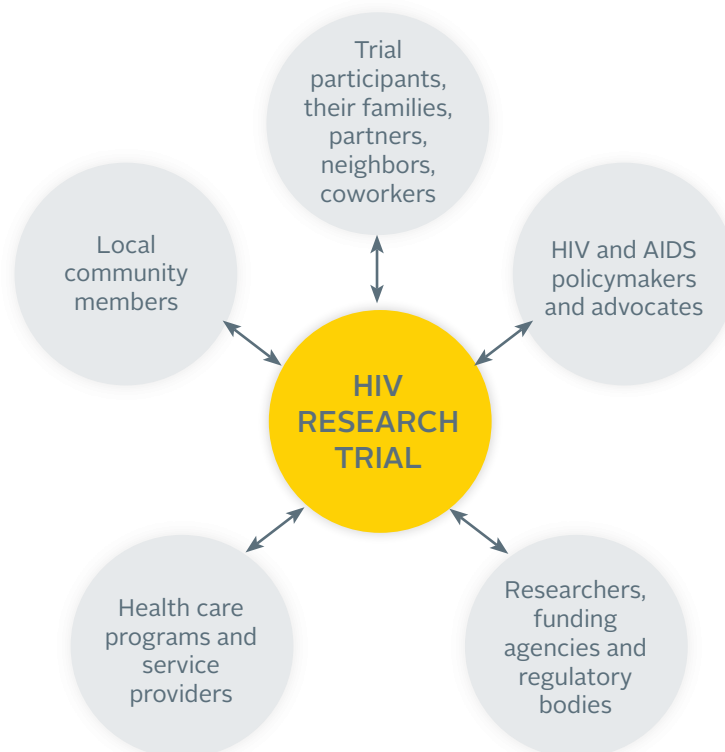 Trial
participants,
their families,
partners,
neighbors,
coworkers
Local
community
members
HIV and AIDS
policymakers
and advocates
HIV
RESEARCH
TRIAL
Health care
programs and
service
providers
Researchers,
funding
agencies and
regulatory
bodies